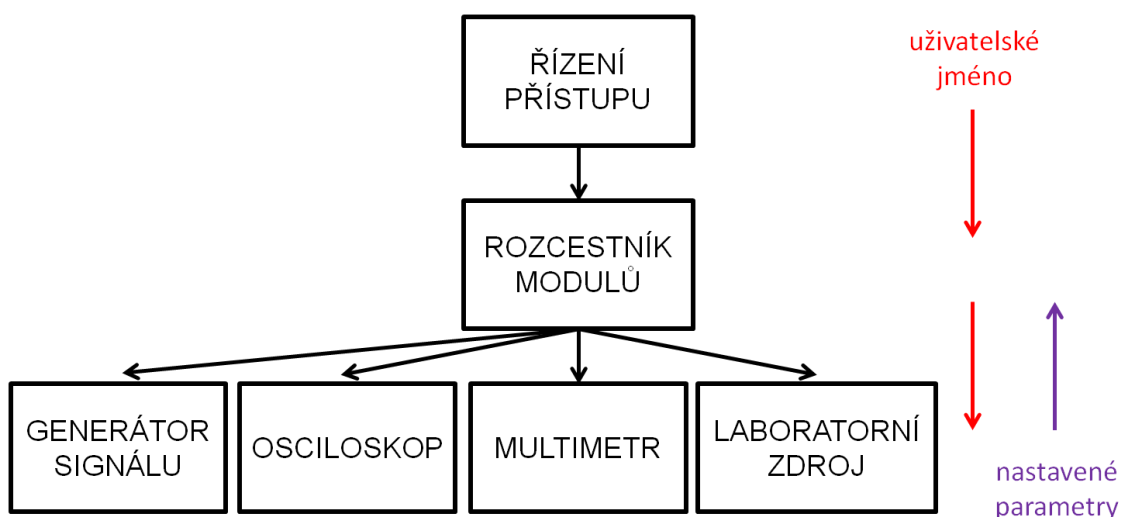 ŘÍZENÍ
PŘÍSTUPU
uživatelské
jméno
ROZCESTNÍK
MODULŮ
GENERÁTOR
SIGNÁLU
OSCILOSKOP
MULTIMETR
LABORATORNÍ
ZDROJ
nastavené
parametry